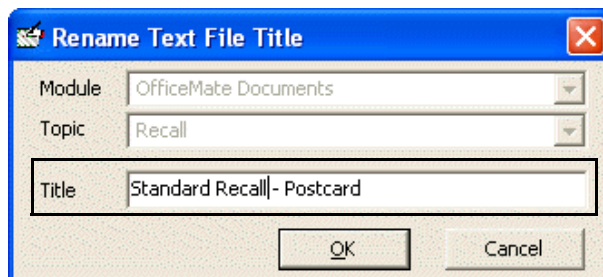 Rename Text File Title
Module OfficeMate Documents
Topic Recall
Title Standard Recall - Postcard
OK Cancel